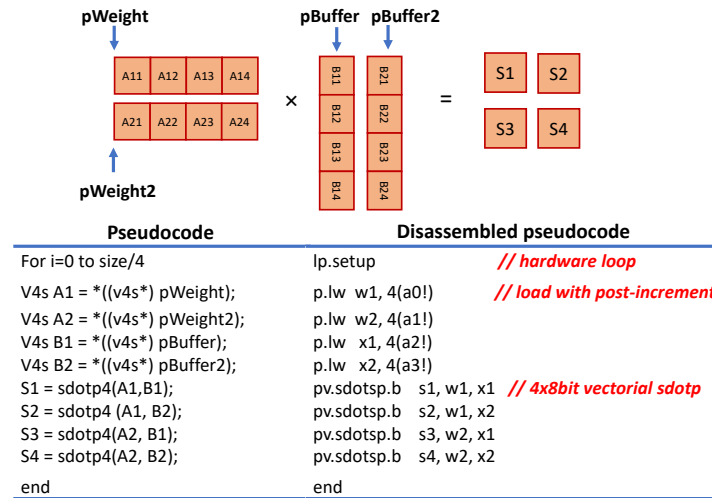 pWeight
pBuffer pBuffer2
A11 A12 A13 A14
A21 A22 A23 A24
pWeight2
×
B11 B12 B13 B14
B21 B22 B23 B24
=
S1 S2
S3 S4
Pseudocode Disassembled pseudocode
For i=0 to size/4 lp.setup // hardware loop
V4s A1 = *((v4s*) pWeight); p.lw w1, 4(a0!) // load with post-increment
V4s A2 = *((v4s*) pWeight2); p.lw w2, 4(a1!)
V4s B1 = *((v4s*) pBuffer); p.lw x1, 4(a2!)
V4s B2 = *((v4s*) pBuffer2); p.lw x2, 4(a3!)
S1 = sdotp4(A1,B1); pv.sdotsp.b s1, w1, x1 // 4x8bit vectorial sdotp
S2 = sdotp4 (A1, B2); pv.sdotsp.b s2, w1, x2
S3 = sdotp4(A2, B1); pv.sdotsp.b s3, w2, x1
S4 = sdotp4(A2, B2); pv.sdotsp.b s4, w2, x2
end end